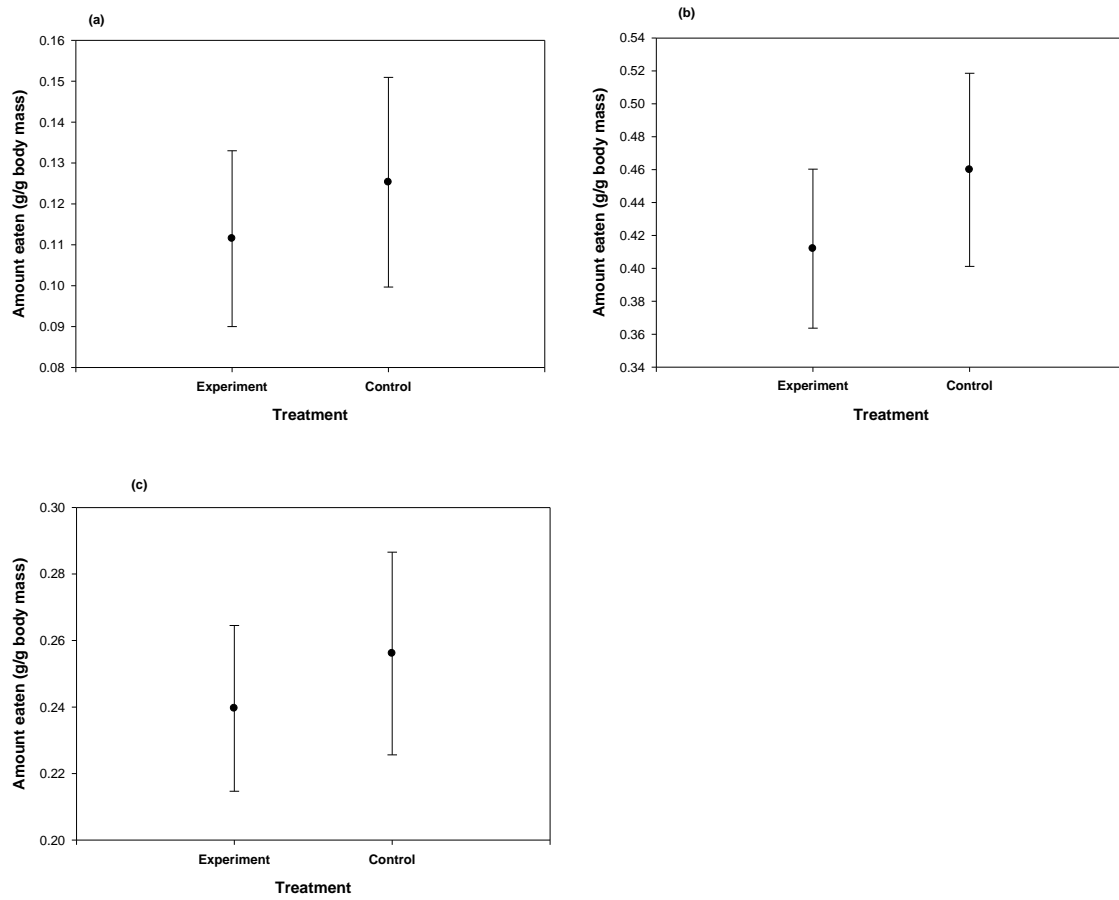 (a)
Amount eaten (g/g body mass)
0.16
0.15
0.14
0.13
0.12
0.11
0.10
0.09
0.08
Experiment
Control
Treatment
(b)
Amount eaten (g/g body mass)
0.54
0.52
0.50
0.48
0.46
0.44
0.42
0.40
0.38
0.36
0.34
Experiment
Control
Treatment
(c)
Amount eaten (g/g body mass)
0.30
0.28
0.26
0.24
0.22
0.20
Experiment
Control
Treatment